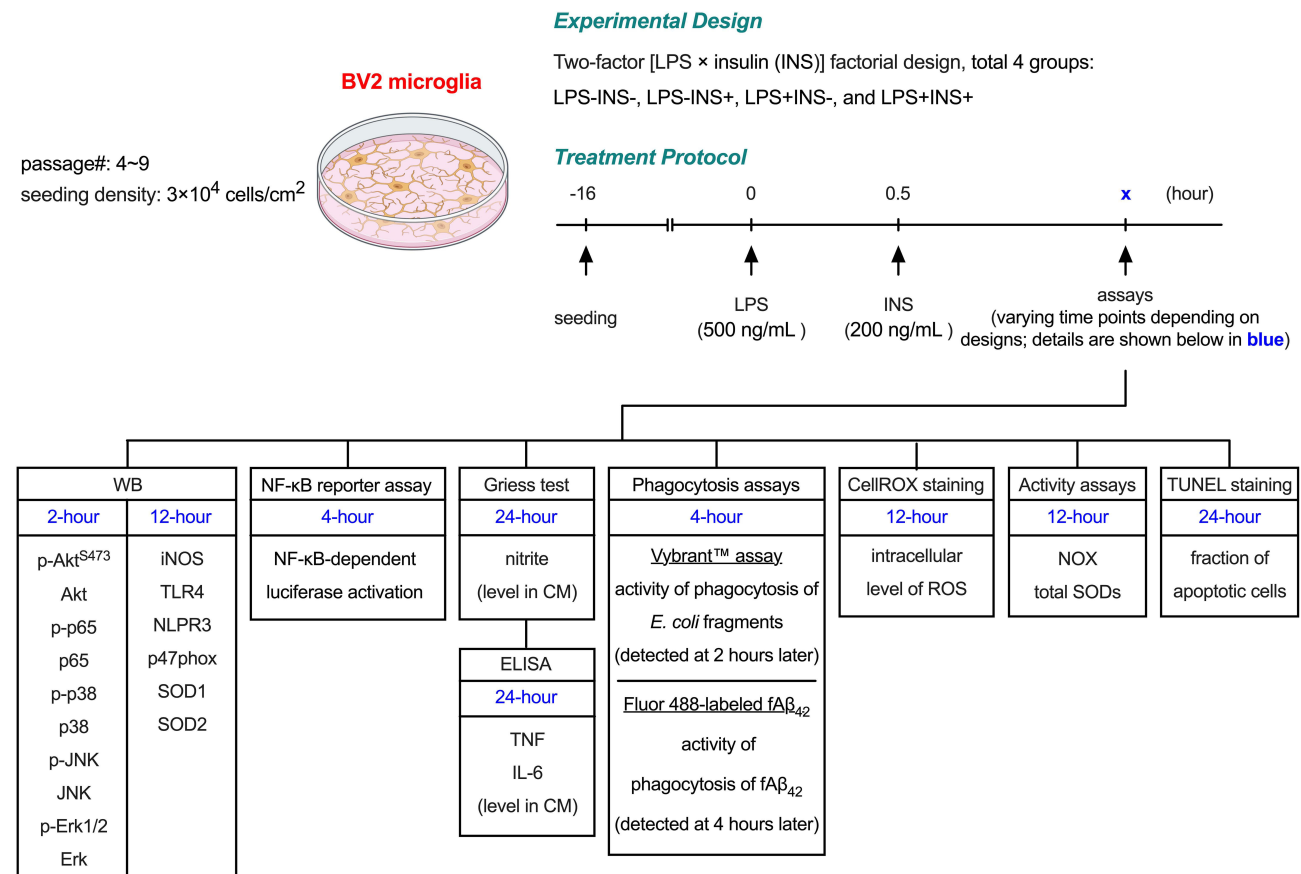 Experimental Design
Two-factor [LPS × insulin (INS)] factorial design, total 4 groups:
LPS-INS-, LPS-INS+, LPS+INS-, and LPS+INS+
BV2 microglia
passage#: 4~9
seeding density: 3×10⁴ cells/cm²
Treatment Protocol
-16 0 0.5 x (hour)
seeding
LPS
(500 ng/mL )
INS
(200 ng/mL )
assays
(varying time points depending on
designs; details are shown below in blue)
WB
2-hour
p-Aktˢ⁴⁷³
Akt
p-p65
p65
p-p38
p38
p-JNK
JNK
p-Erk1/2
Erk
12-hour
iNOS
TLR4
NLPR3
p47phox
SOD1
SOD2
NF-κB reporter assay
4-hour
NF-κB-dependent
luciferase activation
Griess test
24-hour
nitrite
(level in CM)
ELISA
24-hour
TNF
IL-6
(level in CM)
Phagocytosis assays
4-hour
Vybrant™ assay
activity of phagocytosis of
E. coli fragments
(detected at 2 hours later)
Fluor 488-labeled fAβ₄₂
activity of
phagocytosis of fAβ₄₂
(detected at 4 hours later)
CellROX staining
12-hour
intracellular
level of ROS
Activity assays
12-hour
NOX
total SODs
TUNEL staining
24-hour
fraction of
apoptotic cells